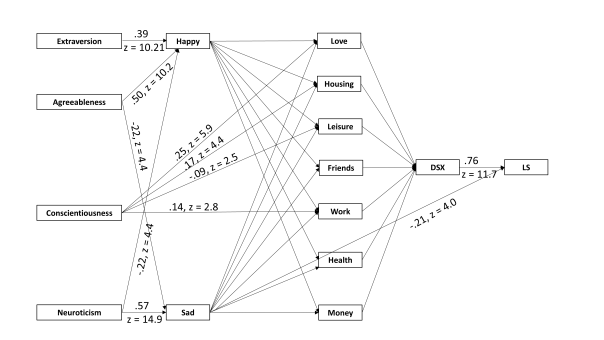 Extraversion
.39
z = 10.21
Happy
Love
Agreeableness
.50, z = 10.2
Housing
-.22, z = 4.4
.25, z = 5.9
.17, z = 4.4
-.09, z = 2.5
Leisure
Friends
DSX
.76
z = 11.7
LS
Conscientiousness
.14, z = 2.8
Work
-.21, z = 4.0
-.22, z = 4.4
Health
Neuroticism
.57
z = 14.9
Sad
Money